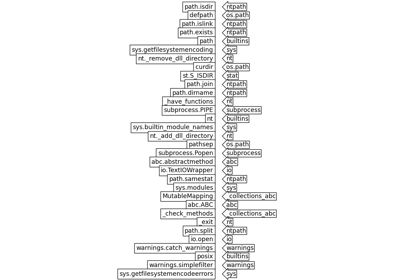 path.isdir ntpath
defpath os.path
path.islink ntpath
path.exists ntpath
path builtins
sys.getfilesystemencoding sys
nt._remove_dll_directory nt
curdir os.path
st.S_ISDIR stat
path.join ntpath
path.dirname ntpath
_have_functions nt
subprocess.PIPE subprocess
nt builtins
sys.builtin_module_names sys
nt._add_dll_directory nt
pathsep os.path
subprocess.Popen subprocess
abc.abstractmethod abc
io.TextIOWrapper io
path.samestat ntpath
sys.modules sys
MutableMapping _collections_abc
abc.ABC abc
_check_methods _collections_abc
_exit nt
path.split ntpath
io.open io
warnings.catch_warnings warnings
posix builtins
warnings.simplefilter warnings
sys.getfilesystemencodeerrors sys